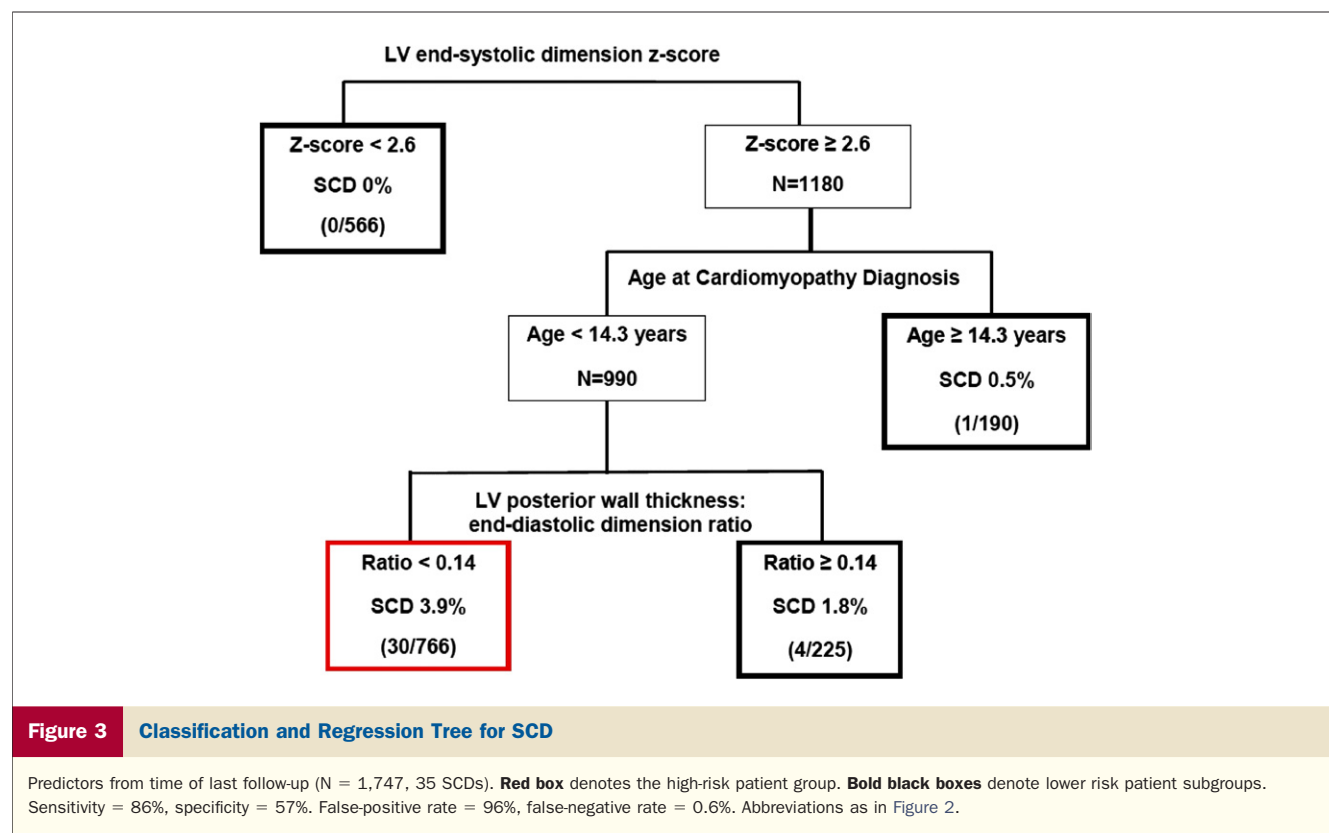 LV end-systolic dimension z-score
Z-score < 2.6
SCD 0%
(0/566)
Z-score ≥ 2.6
N=1180
Age at Cardiomyopathy Diagnosis
Age < 14.3 years
N=990
Age ≥ 14.3 years
SCD 0.5%
(1/190)
LV posterior wall thickness:
end-diastolic dimension ratio
Ratio < 0.14
SCD 3.9%
(30/766)
Ratio ≥ 0.14
SCD 1.8%
(4/225)
Figure 3 Classification and Regression Tree for SCD
Predictors from time of last follow-up (N = 1,747, 35 SCDs). Red box denotes the high-risk patient group. Bold black boxes denote lower risk patient subgroups.
Sensitivity = 86%, specificity = 57%. False-positive rate = 96%, false-negative rate = 0.6%. Abbreviations as in Figure 2.